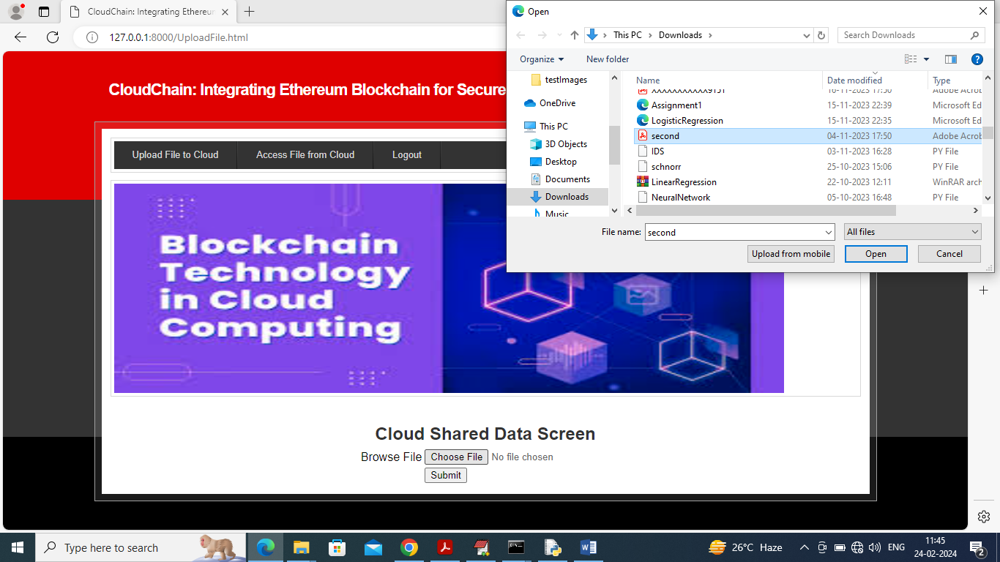 CloudChain: Integrating Ethereum
127.0.0.1:8000/UploadFile.html
CloudChain: Integrating Ethereum Blockchain for Secure
Upload File to Cloud Access File from Cloud Logout
Blockchain
Technology
in Cloud
Computing
Cloud Shared Data Screen
Browse File Choose File No file chosen
Submit
Open
This PC Downloads
Search Downloads
Organize New folder
testImages
OneDrive
This PC
3D Objects
Desktop
Documents
Downloads
Music
Name Date modified Type
16-11-2023 17:50 Adobe Acrob
Assignment1 15-11-2023 22:39 Microsoft Ed
LogisticRegression 15-11-2023 22:35 Microsoft Ed
second 04-11-2023 17:50 Adobe Acrob
IDS 03-11-2023 16:28 PY File
schnorr 25-10-2023 15:06 PY File
LinearRegression 22-10-2023 12:11 WinRAR arch
NeuralNetwork 05-10-2023 16:48 PY File
File name: second All files
Upload from mobile Open Cancel
Type here to search
26°C Haze
ENG
11:45
24-02-2024
2